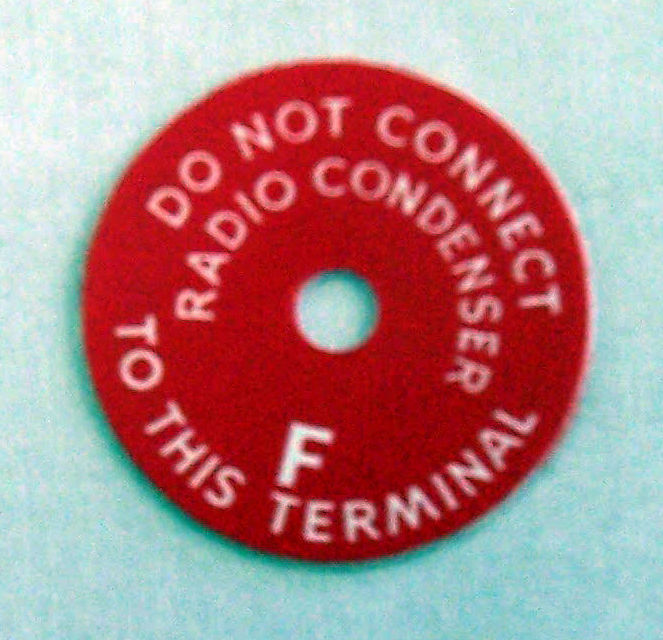 DO NOT CONNECT
RADIO CONDENSER
TO THIS TERMINAL
F